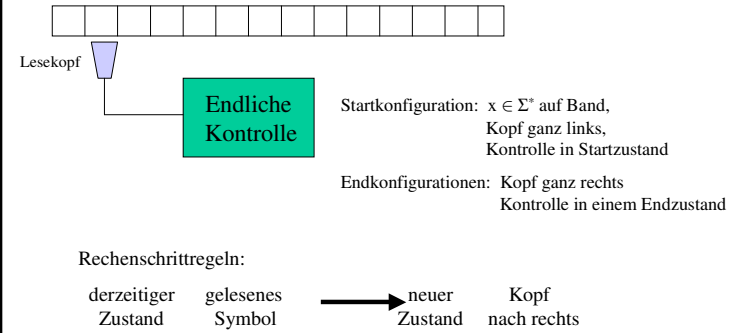 Lesekopf
Endliche
Kontrolle
Startkonfiguration: x ∈ Σ* auf Band,
Kopf ganz links,
Kontrolle in Startzustand
Endkonfigurationen: Kopf ganz rechts
Kontrolle in einem Endzustand
Rechenschrittregeln:
derzeitiger gelesenes neuer Kopf
Zustand Symbol Zustand nach rechts